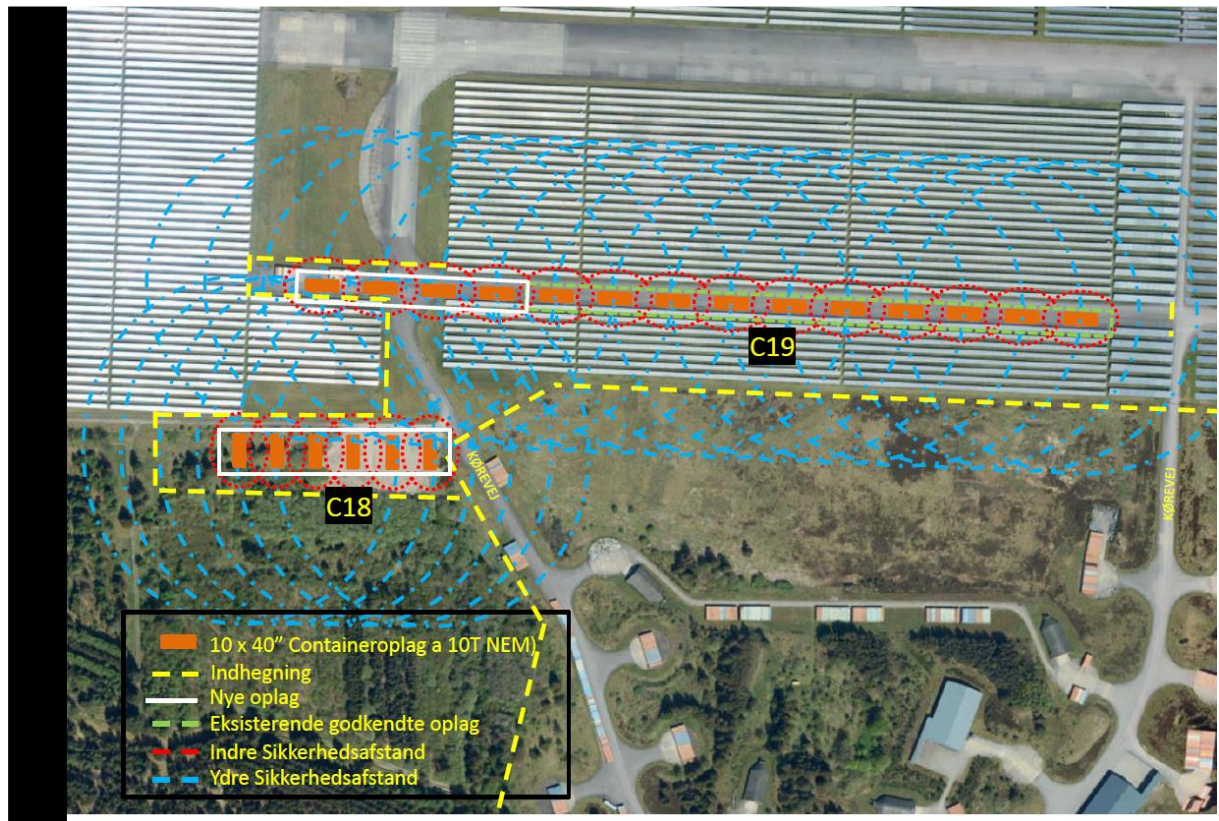 C19
C18
KØREVEJ
KØREVEJ
10 x 40” Containeroplag a 10T NEM)
Indhegning
Nye oplag
Eksisterende godkendte oplag
Indre Sikkerhedsafstand
Ydre Sikkerhedsafstand